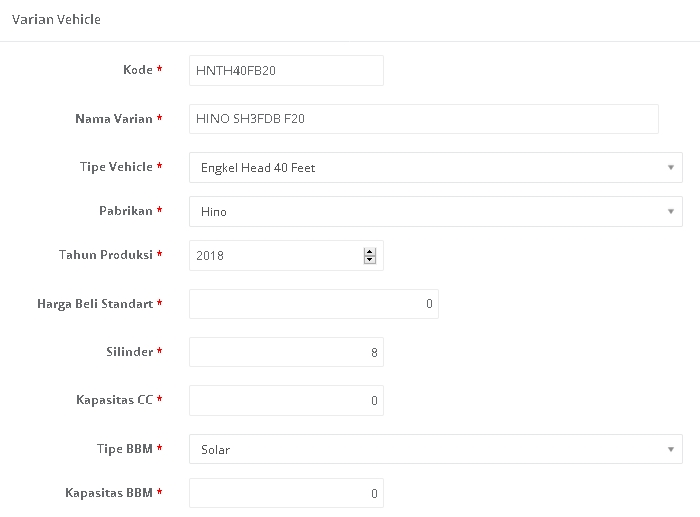 Varian Vehicle
Kode * HNTH40FB20
Nama Varian * HINO SH3FDB F20
Tipe Vehicle * Engkel Head 40 Feet
Pabrikan * Hino
Tahun Produksi * 2018
Harga Beli Standart * 0
Silinder * 8
Kapasitas CC * 0
Tipe BBM * Solar
Kapasitas BBM * 0